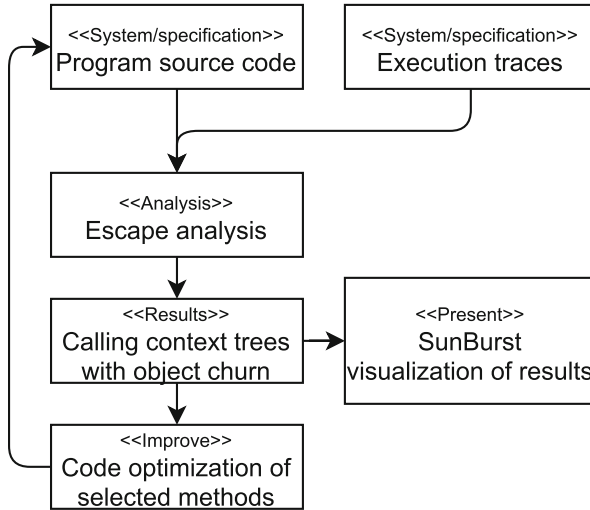 <<System/specification>>
Program source code
<<System/specification>>
Execution traces
<<Analysis>>
Escape analysis
<<Results>>
Calling context trees
with object churn
<<Present>>
SunBurst
visualization of results
<<Improve>>
Code optimization of
selected methods